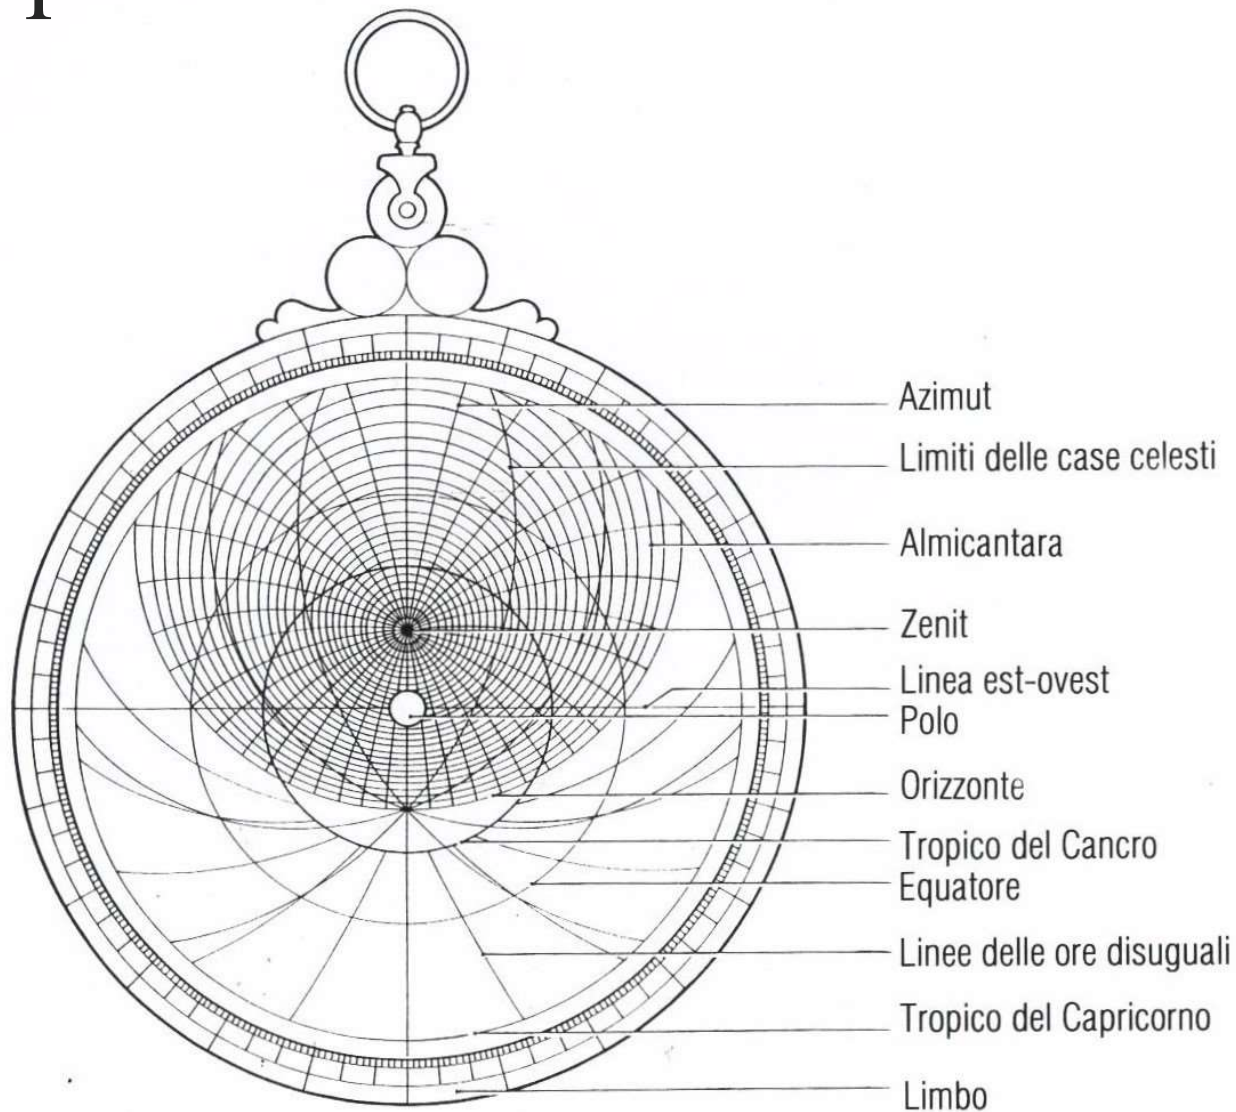 Azimut
Limiti delle case celesti
Almicantara
Zenit
Linea est-ovest
Polo
Orizzonte
Tropico del Cancro
Equatore
Linee delle ore disuguali
Tropico del Capricorno
Limbo